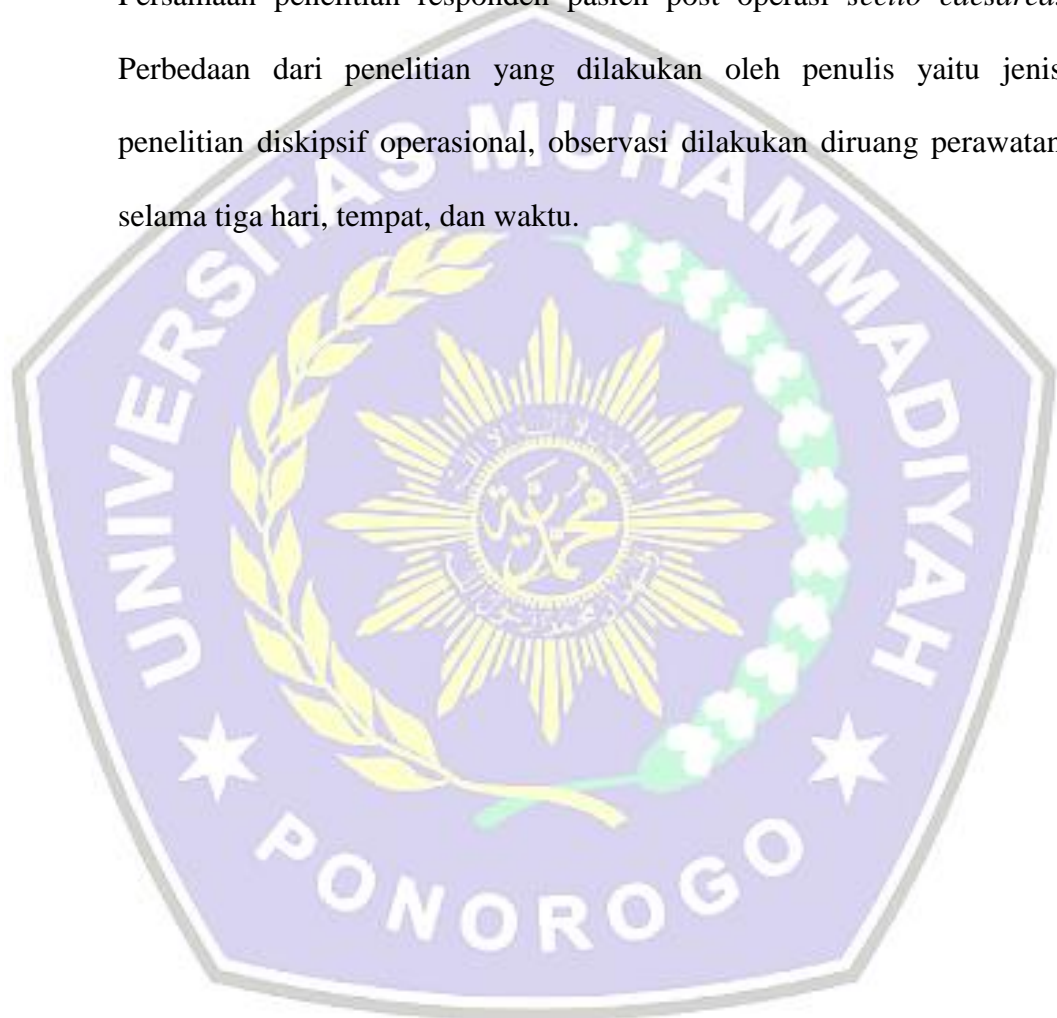 Persamaan penelitian responden pasien post operasi sectio caesarea.
Perbedaan dari penelitian yang dilakukan oleh penulis yaitu jenis
penelitian diskipsif operasional, observasi dilakukan diruang perawatan
selama tiga hari, tempat, dan waktu.
UNIVERSITAS MUHAMMADIYAH
PONOROGO
محمدية